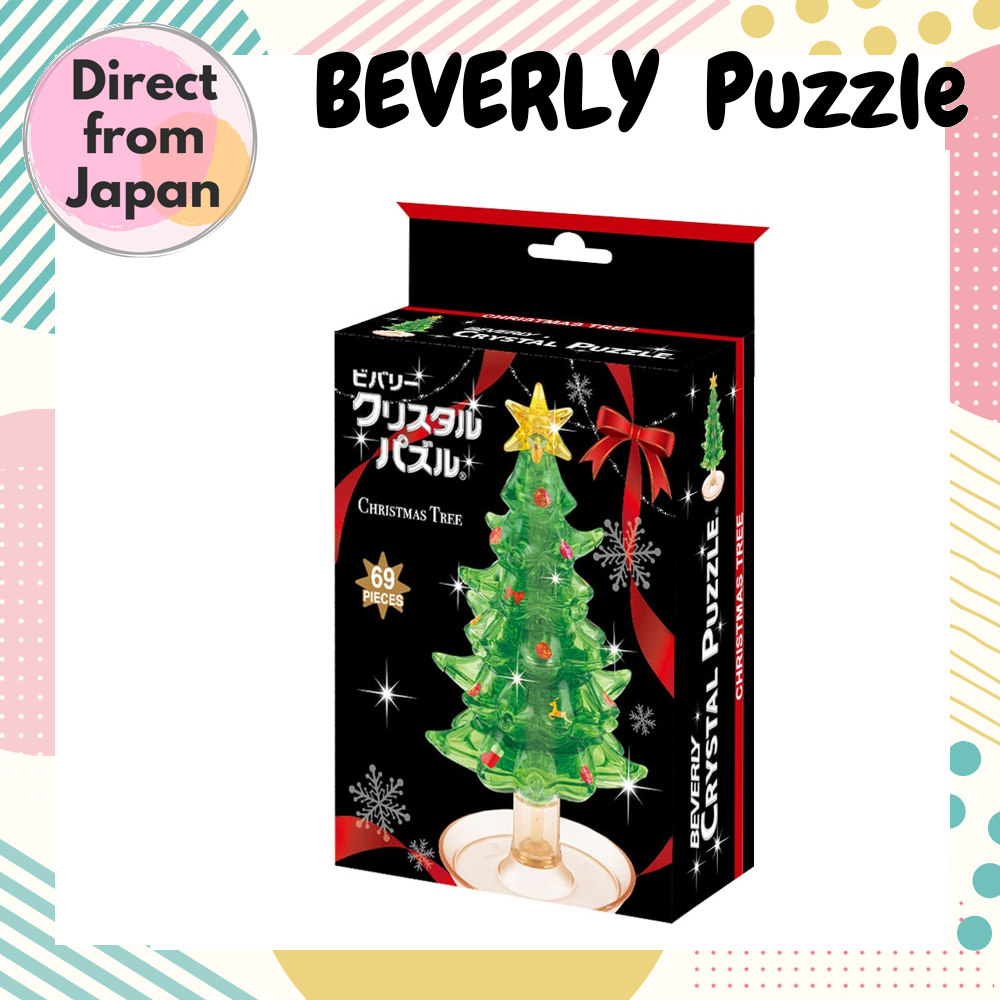 Direct
from
Japan
BEVERLY Puzzle
CHRISTMAS TREE
BEVERLY
CRYSTAL PUZZLE
ビバリー
クリスタル
パズル®
CHRISTMAS TREE
69
PIECES
BEVERLY
CRYSTAL PUZZLE®
CHRISTMAS TREE